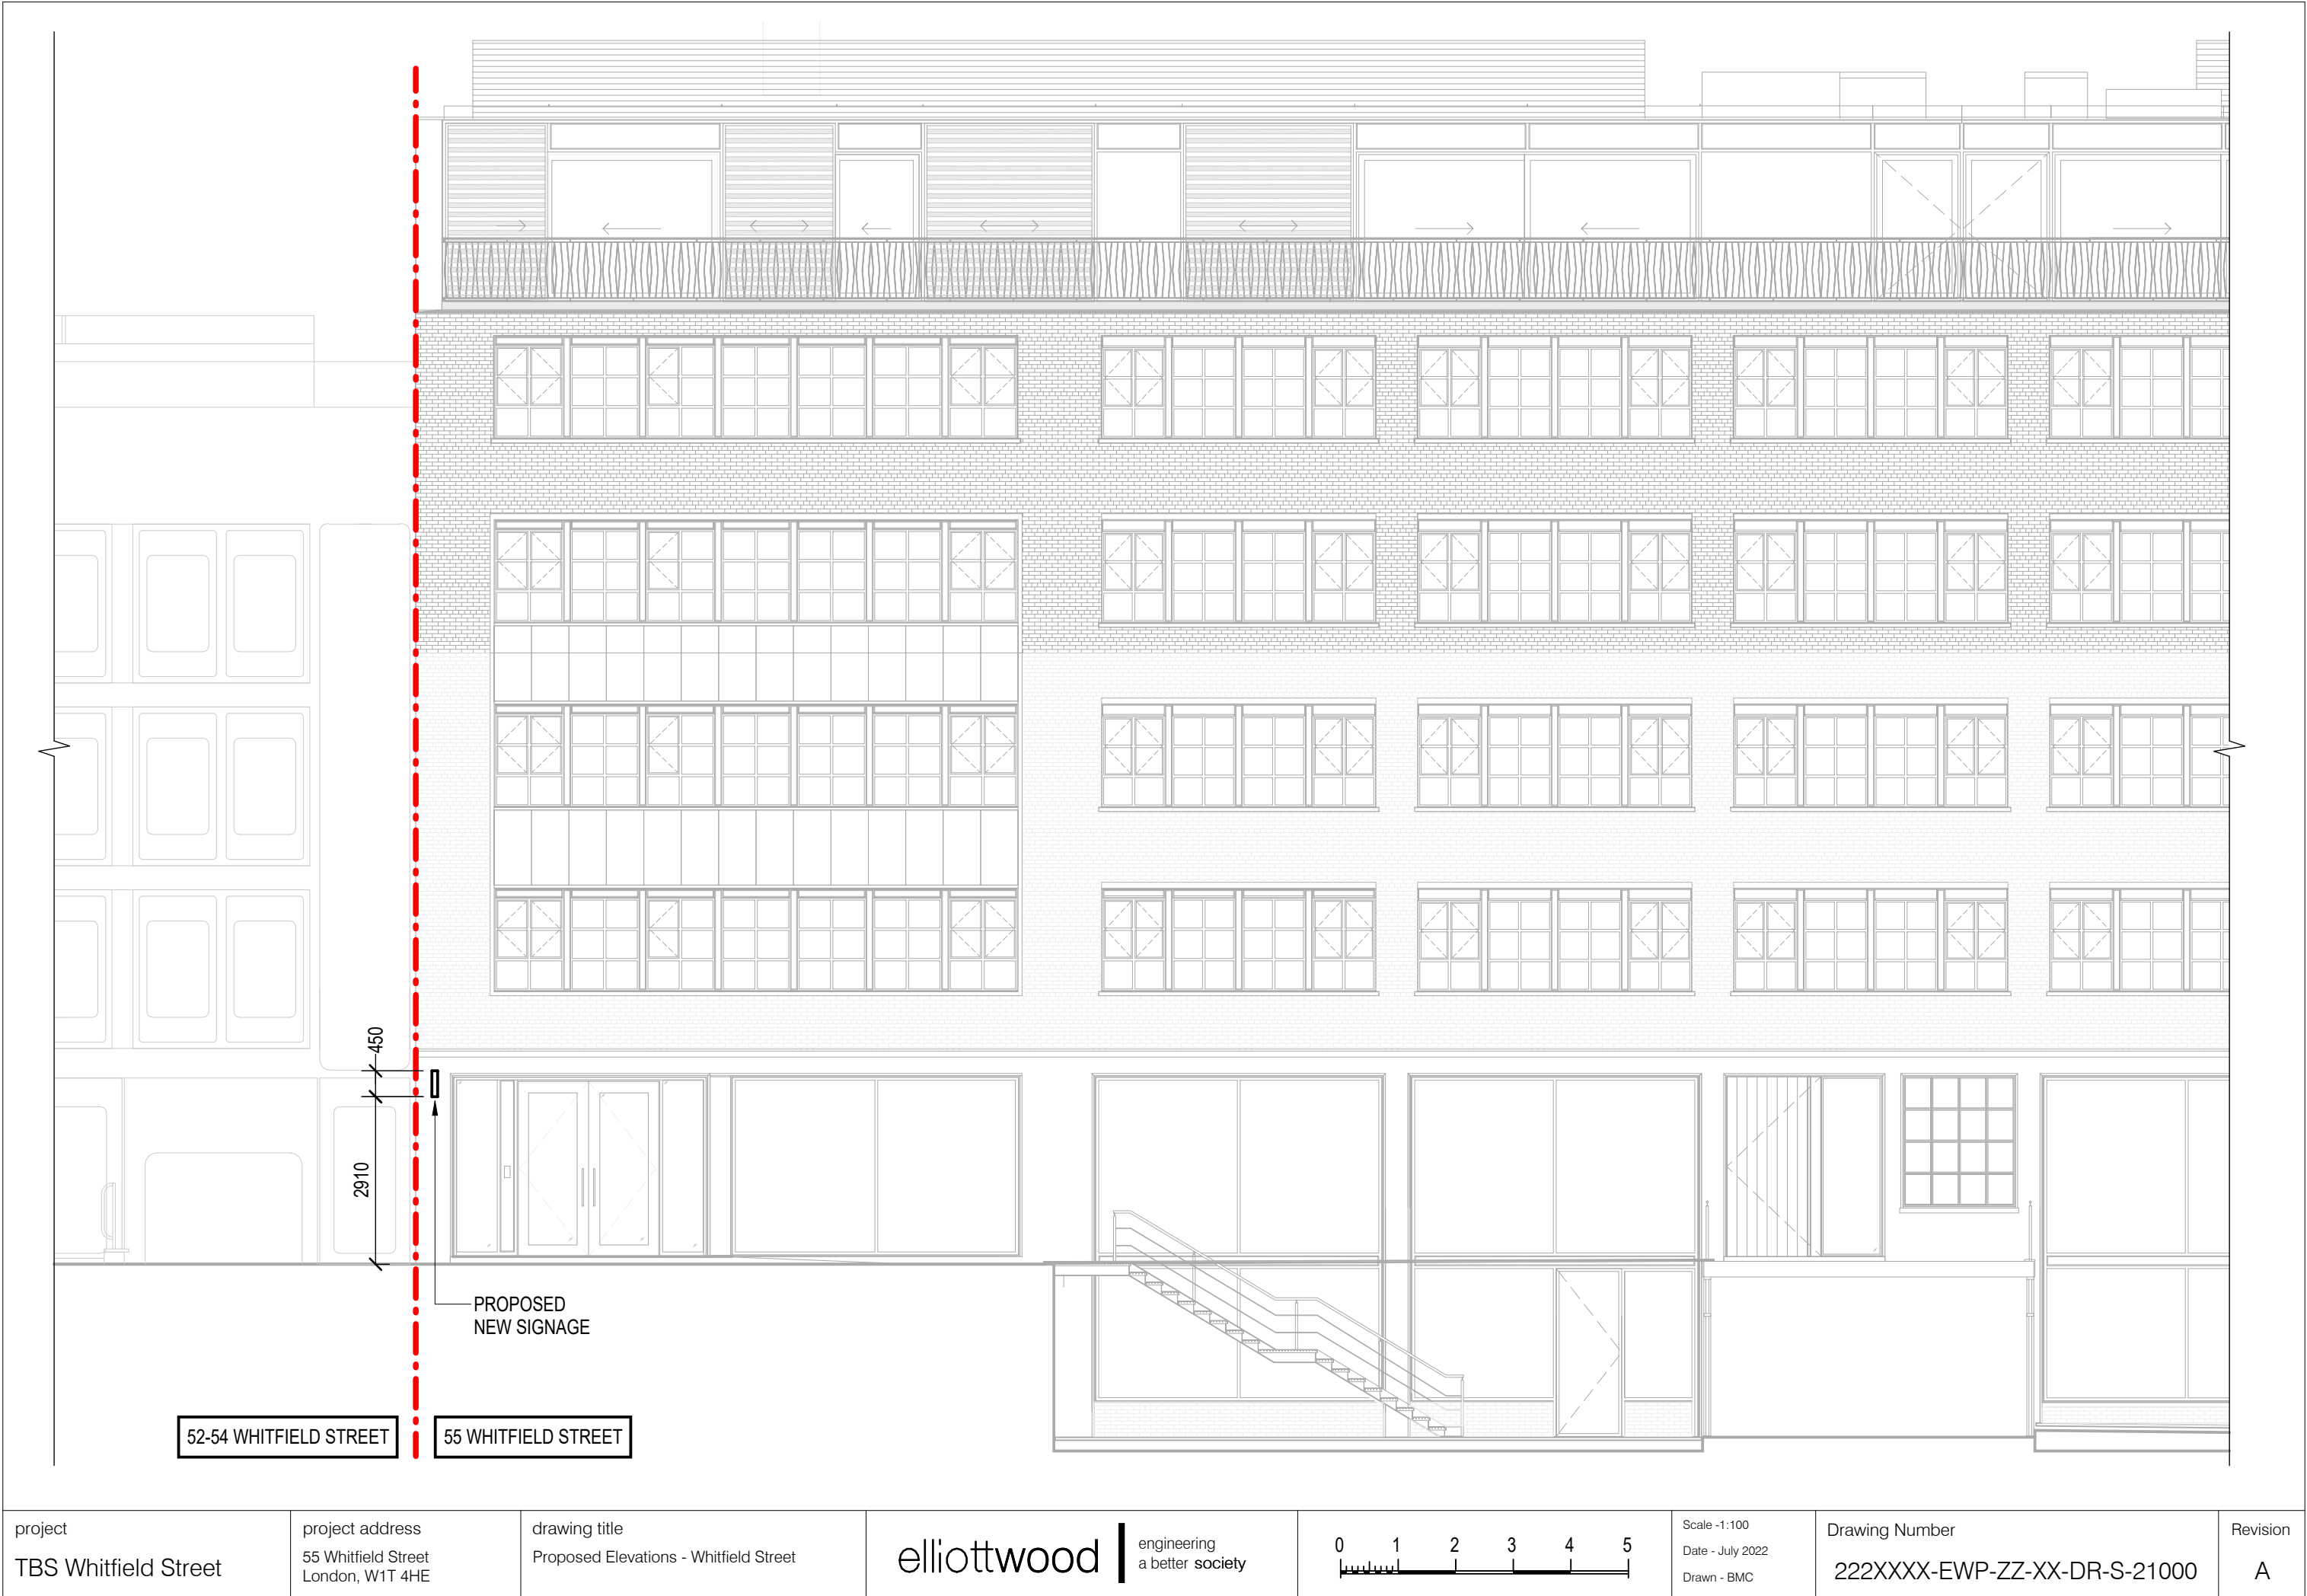 450
2910
PROPOSED
NEW SIGNAGE
52-54 WHITFIELD STREET
55 WHITFIELD STREET
project
TBS Whitfield Street
project address
55 Whitfield Street
London, W1T 4HE
drawing title
Proposed Elevations - Whitfield Street
elliottwood
engineering
a better society
0 1 2 3 4 5
Scale -1:100
Date - July 2022
Drawn - BMC
Drawing Number
222XXXX-EWP-ZZ-XX-DR-S-21000
Revision
A